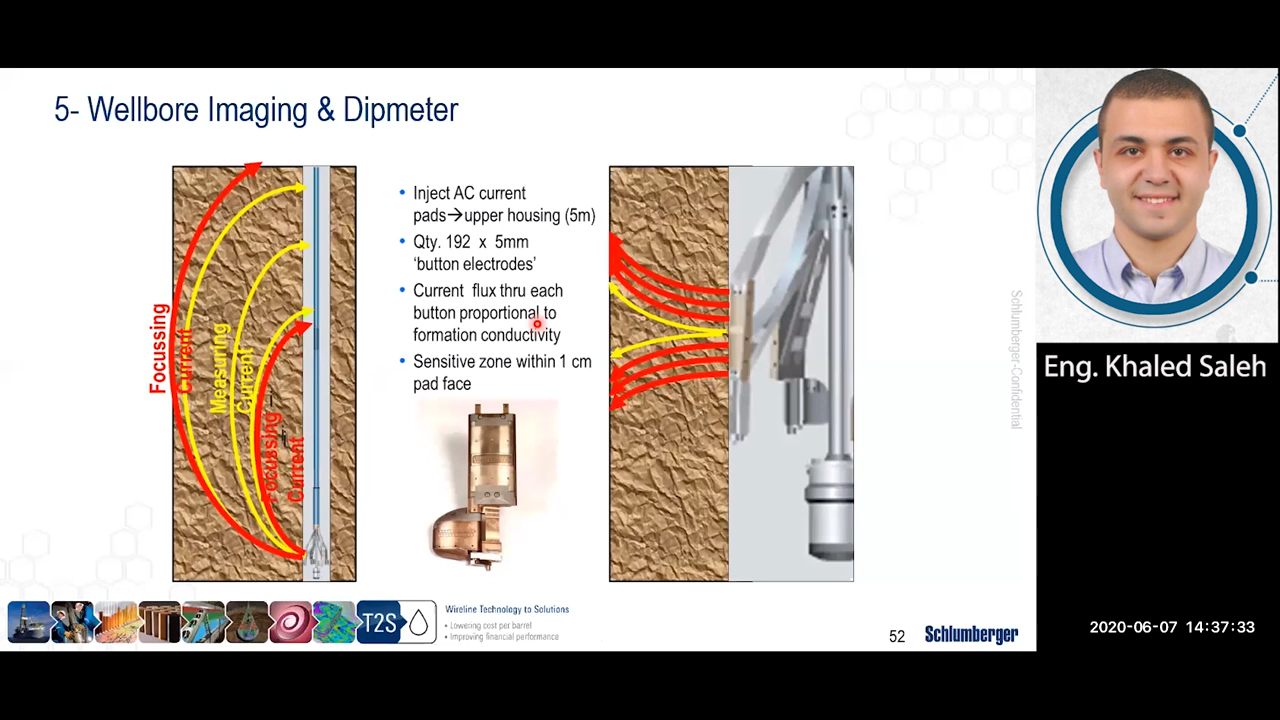 5- Wellbore Imaging & Dipmeter
Focussing
Current
Measuring
Current
Focussing
Current
• Inject AC current
pads→upper housing (5m)
• Qty. 192 x 5mm
'button electrodes'
• Current flux thru each
button proportional to
formation conductivity
• Sensitive zone within 1 cm
pad face
Schlumberger-Confidential
Eng. Khaled Saleh
T2S
Wireline Technology to Solutions
• Lowering cost per barrel
• Improving financial performance
52
Schlumberger
2020-06-07 14:37:33